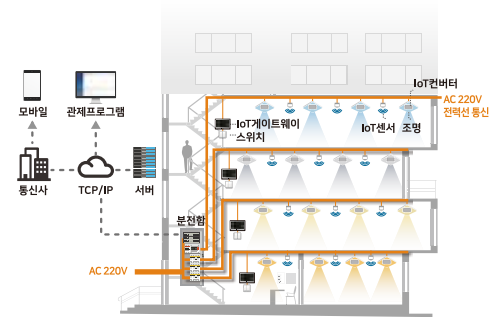 IoT컨버터
AC 220V
전력선 통신
모바일
관제프로그램
IoT게이트웨이
스위치
IoT센서
조명
통신사
TCP/IP
서버
분전함
AC 220V